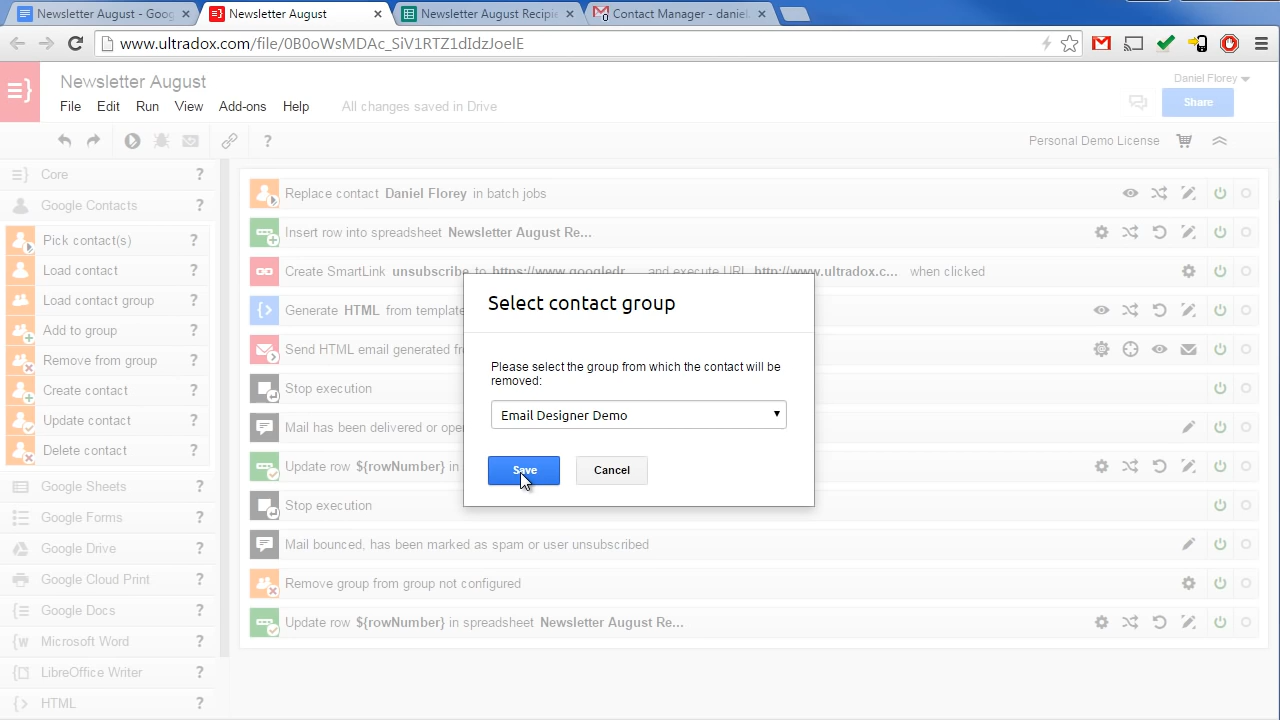 Newsletter August - Goog
Newsletter August
Newsletter August Recipie
Contact Manager - daniel.
www.ultradox.com/file/0B0oWsMDAc_SiV1RTZ1dJdzJoelE
Newsletter August
Daniel Florey
File Edit Run View Add-ons Help All changes saved in Drive
Share
Personal Demo License
Core ?
Google Contacts ?
Pick contact(s) ?
Load contact ?
Load contact group ?
Add to group ?
Remove from group ?
Create contact ?
Update contact ?
Delete contact ?
Google Sheets ?
Google Forms ?
Google Drive ?
Google Cloud Print ?
Google Docs ?
Microsoft Word ?
LibreOffice Writer ?
HTML ?
Replace contact Daniel Florey in batch jobs
Insert row into spreadsheet Newsletter August Re...
Create SmartLink unsubscribe to https://www.googledr and execute URL http://www.ultradox.c... when clicked
Generate HTML from template
Send HTML email generated fr
Stop execution
Mail has been delivered or ope
Update row ${rowNumber} in
Stop execution
Mail bounced, has been marked as spam or user unsubscribed
Remove group from group not configured
Update row ${rowNumber} in spreadsheet Newsletter August Re...
Select contact group
Please select the group from which the contact will be
removed:
Email Designer Demo
Save Cancel